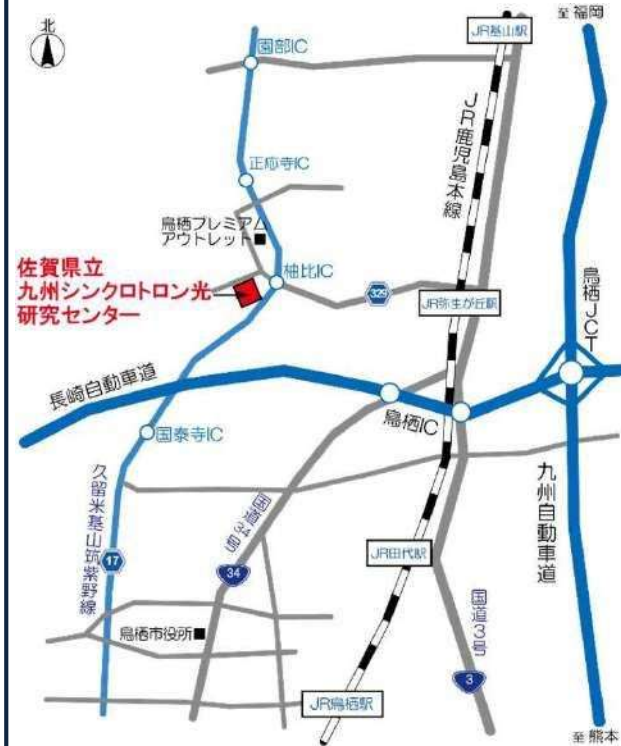 至 福岡
北
JR基山駅
園部IC
JR鹿児島本線
正応寺IC
鳥栖プレミアム
アウトレット
佐賀県立
九州シンクロトロン光
研究センター
柚比IC
329
JR弥生が丘駅
鳥栖JCT
長崎自動車道
鳥栖IC
国泰寺IC
久留米基山筑紫野線
国道34号
九州自動車道
JR田代駅
17
34
国道3号
鳥栖市役所
3
JR鳥栖駅
至 熊本